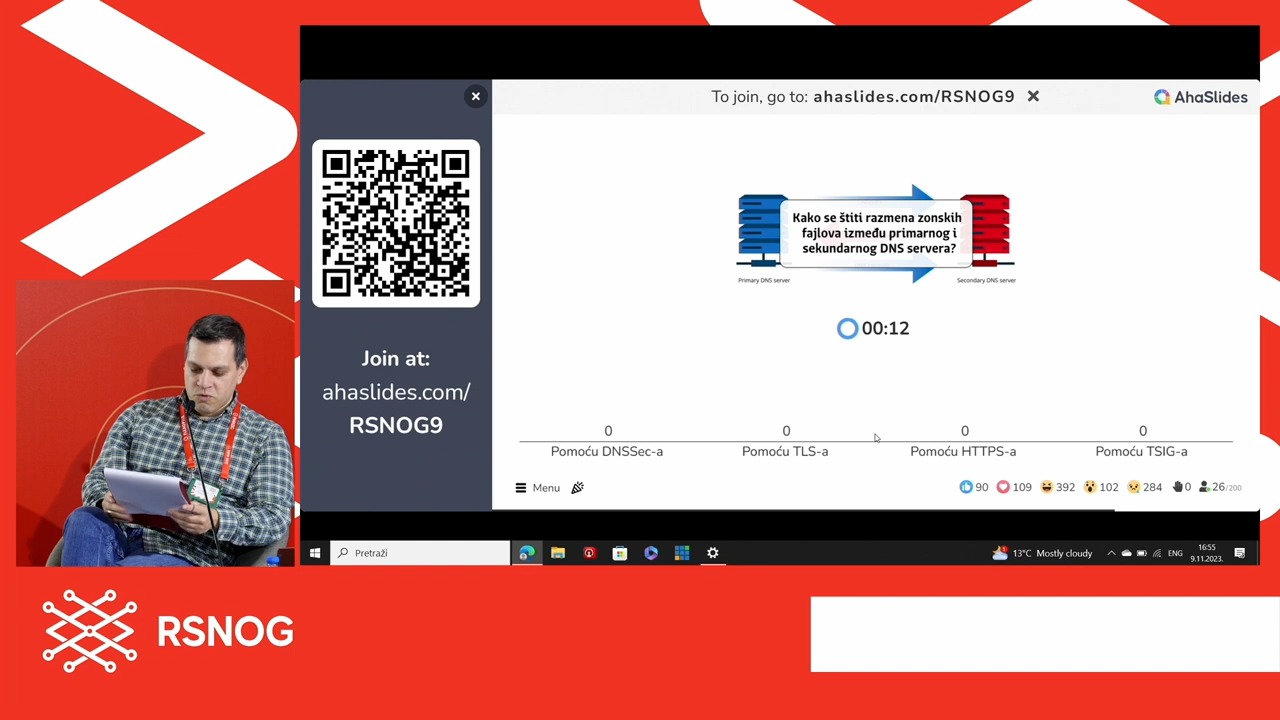 To join, go to: ahaslides.com/RSNOG9
AhaSlides
Join at:
ahaslides.com/
RSNOG9
Kako se štiti razmena zonskih
fajlova između primarnog i
sekundarnog DNS servera?
Primary DNS server
Secondary DNS server
00:12
0 0 0 0
Pomoću DNSSec-a Pomoću TLS-a Pomoću HTTPS-a Pomoću TSIG-a
Menu
90 109 392 102 284 0 26/200
Pretraži
13°C Mostly cloudy
ENG
16:55
9.11.2023.
RSNOG